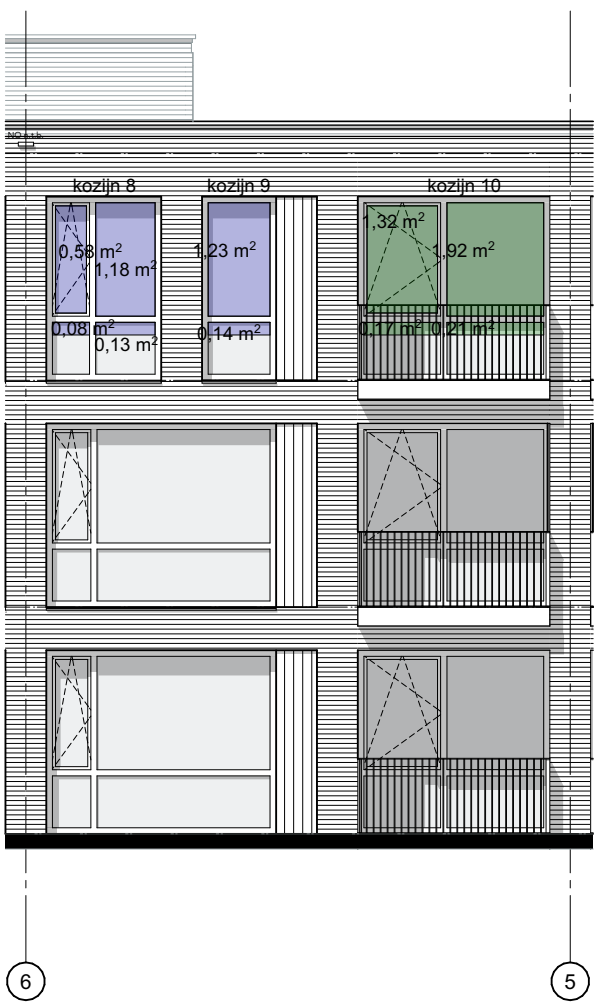 NO n.t.b.
kozijn 8 kozijn 9 kozijn 10
0,58 m² 1,18 m² 1,23 m² 1,32 m² 1,92 m²
0,08 m² 0,13 m² 0,14 m² 0,17 m² 0,21 m²
6 5